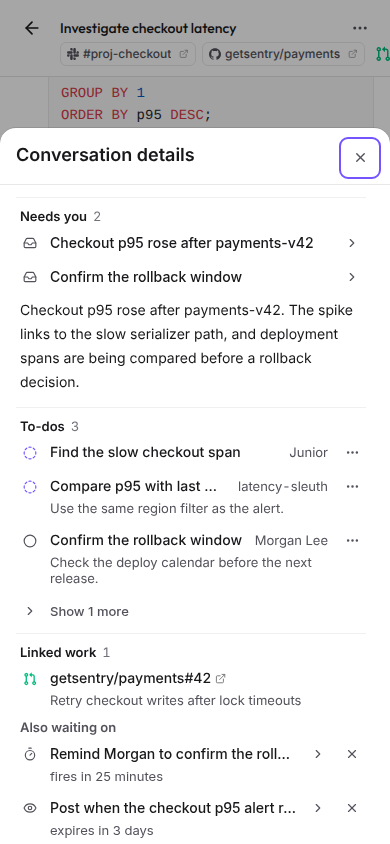 Investigate checkout latency
#proj-checkout
getsentry/payments
GROUP BY 1
ORDER BY p95 DESC;
Conversation details
Needs you 2
Checkout p95 rose after payments-v42
Confirm the rollback window
Checkout p95 rose after payments-v42. The spike
links to the slow serializer path, and deployment
spans are being compared before a rollback
decision.
To-dos 3
Find the slow checkout span Junior
Compare p95 with last ... latency-sleuth
Use the same region filter as the alert.
Confirm the rollback window Morgan Lee
Check the deploy calendar before the next
release.
Show 1 more
Linked work 1
getsentry/payments#42
Retry checkout writes after lock timeouts
Also waiting on
Remind Morgan to confirm the roll...
fires in 25 minutes
Post when the checkout p95 alert r...
expires in 3 days